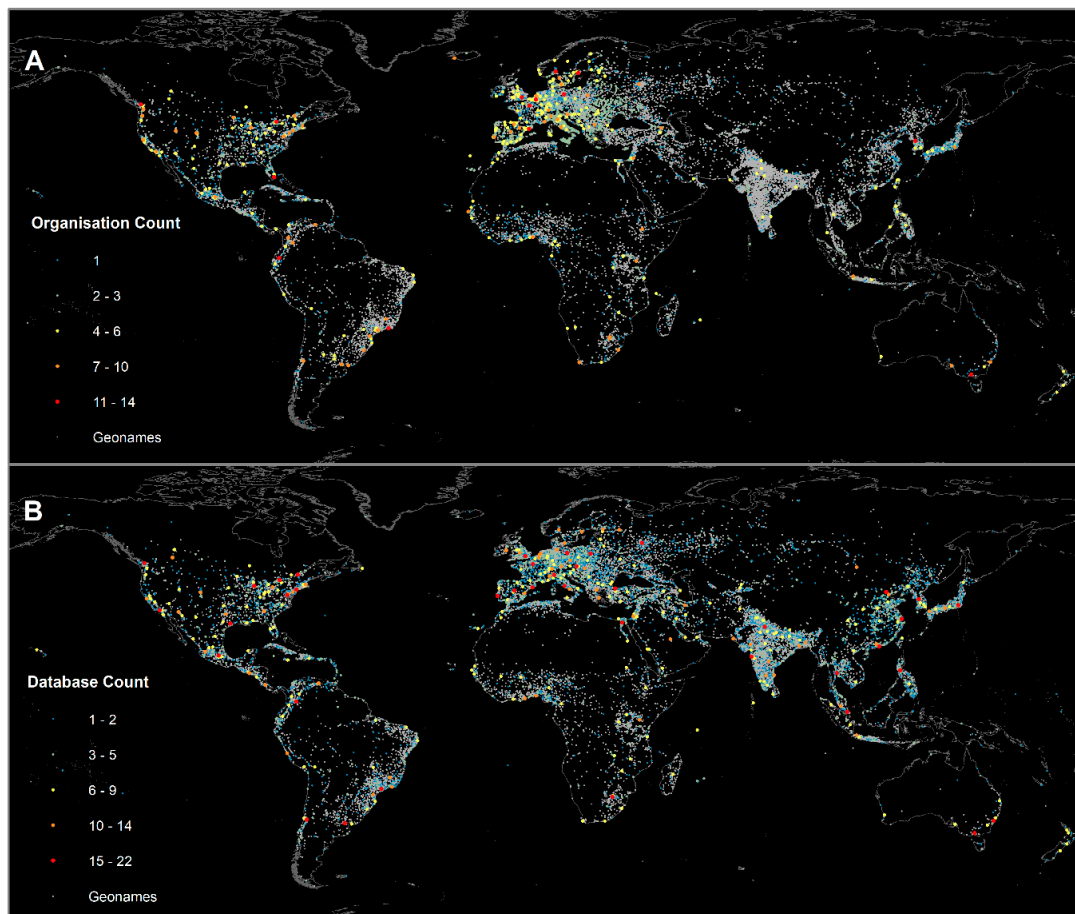 A
Organisation Count
1
2 - 3
4 - 6
7 - 10
11 - 14
Geonames
B
Database Count
1 - 2
3 - 5
6 - 9
10 - 14
15 - 22
Geonames